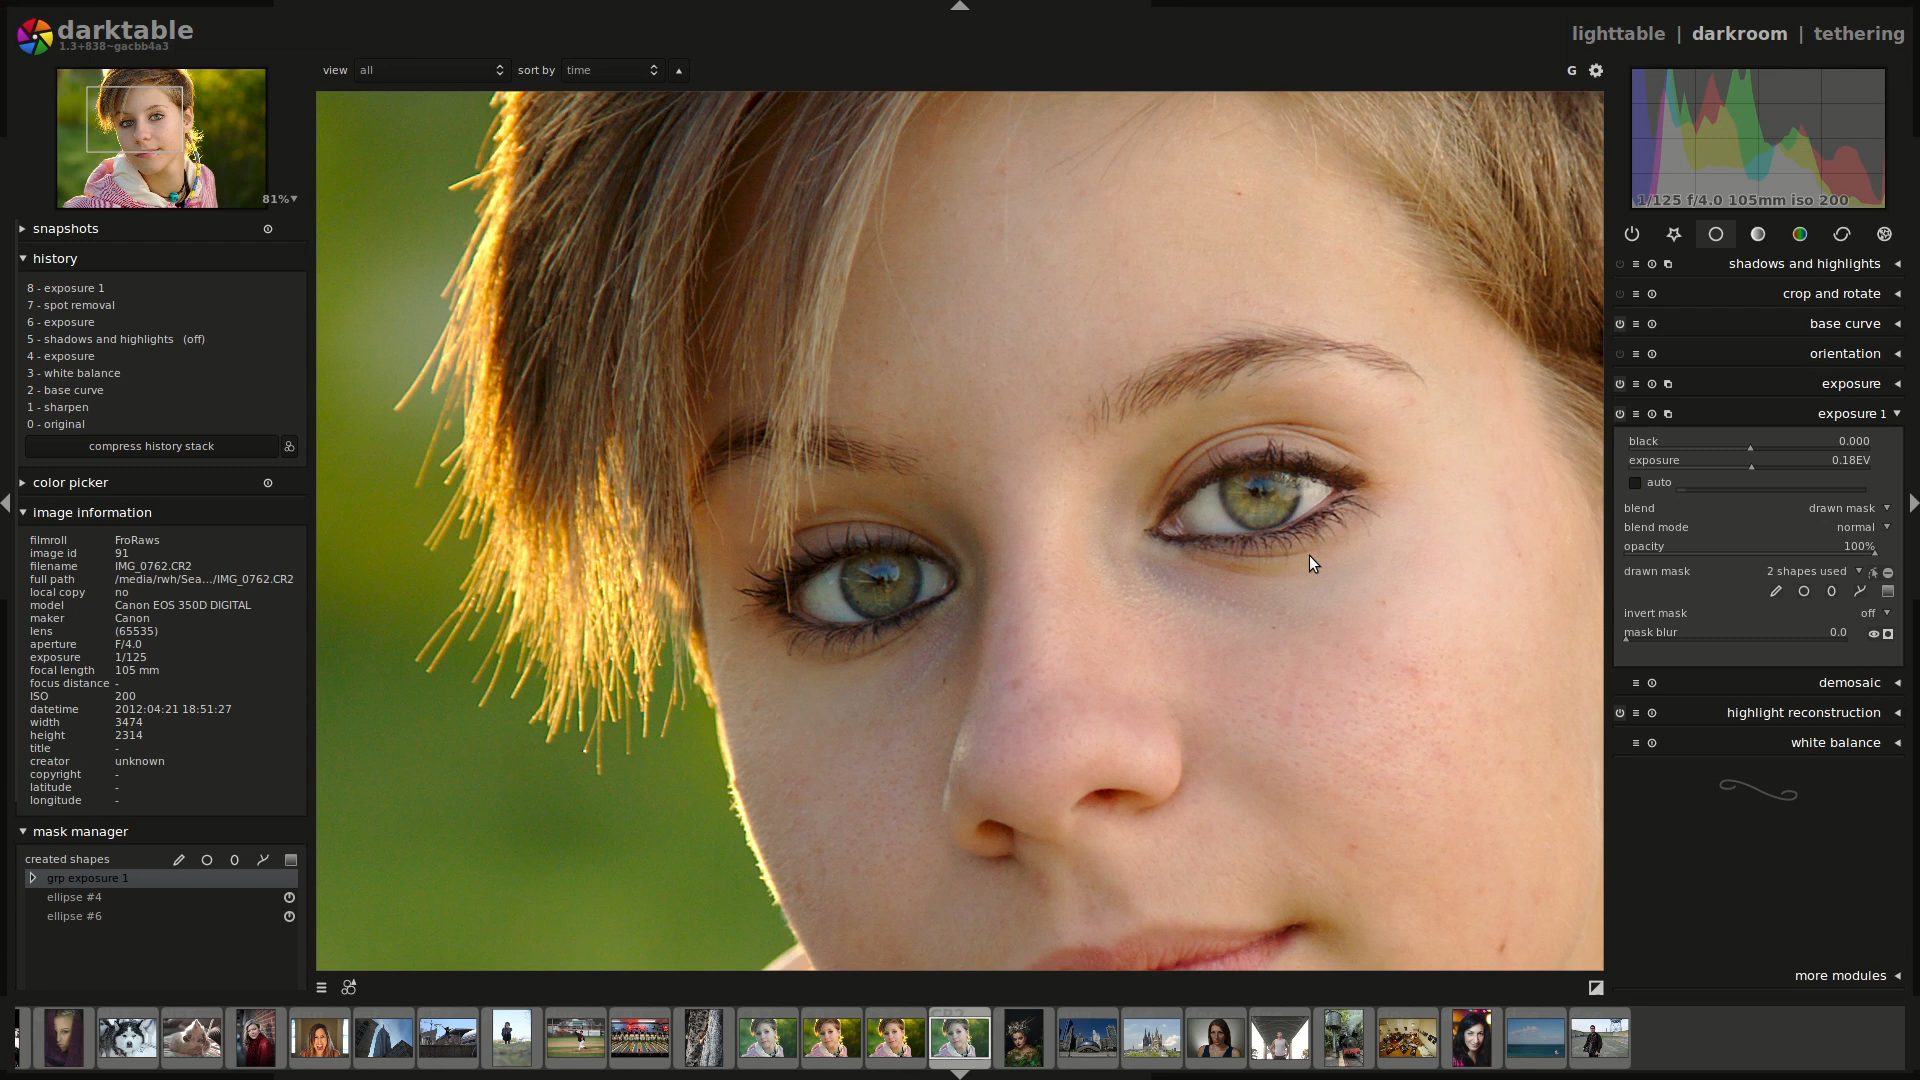 darktable
1.3+838~gacbb4a3
lighttable | darkroom | tethering
view all sort by time
G
81%
1/125 f/4.0 105mm iso 200
snapshots
history
8 - exposure 1
7 - spot removal
6 - exposure
5 - shadows and highlights (off)
4 - exposure
3 - white balance
2 - base curve
1 - sharpen
0 - original
compress history stack
color picker
image information
filmroll FroRaws
image id 91
filename IMG_0762.CR2
full path /media/rwh/Sea.../IMG_0762.CR2
local copy no
model Canon EOS 350D DIGITAL
maker Canon
lens (65535)
aperture F/4.0
exposure 1/125
focal length 105 mm
focus distance -
ISO 200
datetime 2012:04:21 18:51:27
width 3474
height 2314
title -
creator unknown
copyright -
latitude -
longitude -
mask manager
created shapes
grp exposure 1
ellipse #4
ellipse #6
shadows and highlights
crop and rotate
base curve
orientation
exposure
exposure 1
black 0.000
exposure 0.18EV
auto
blend drawn mask
blend mode normal
opacity 100%
drawn mask 2 shapes used
invert mask off
mask blur 0.0
demosaic
highlight reconstruction
white balance
more modules